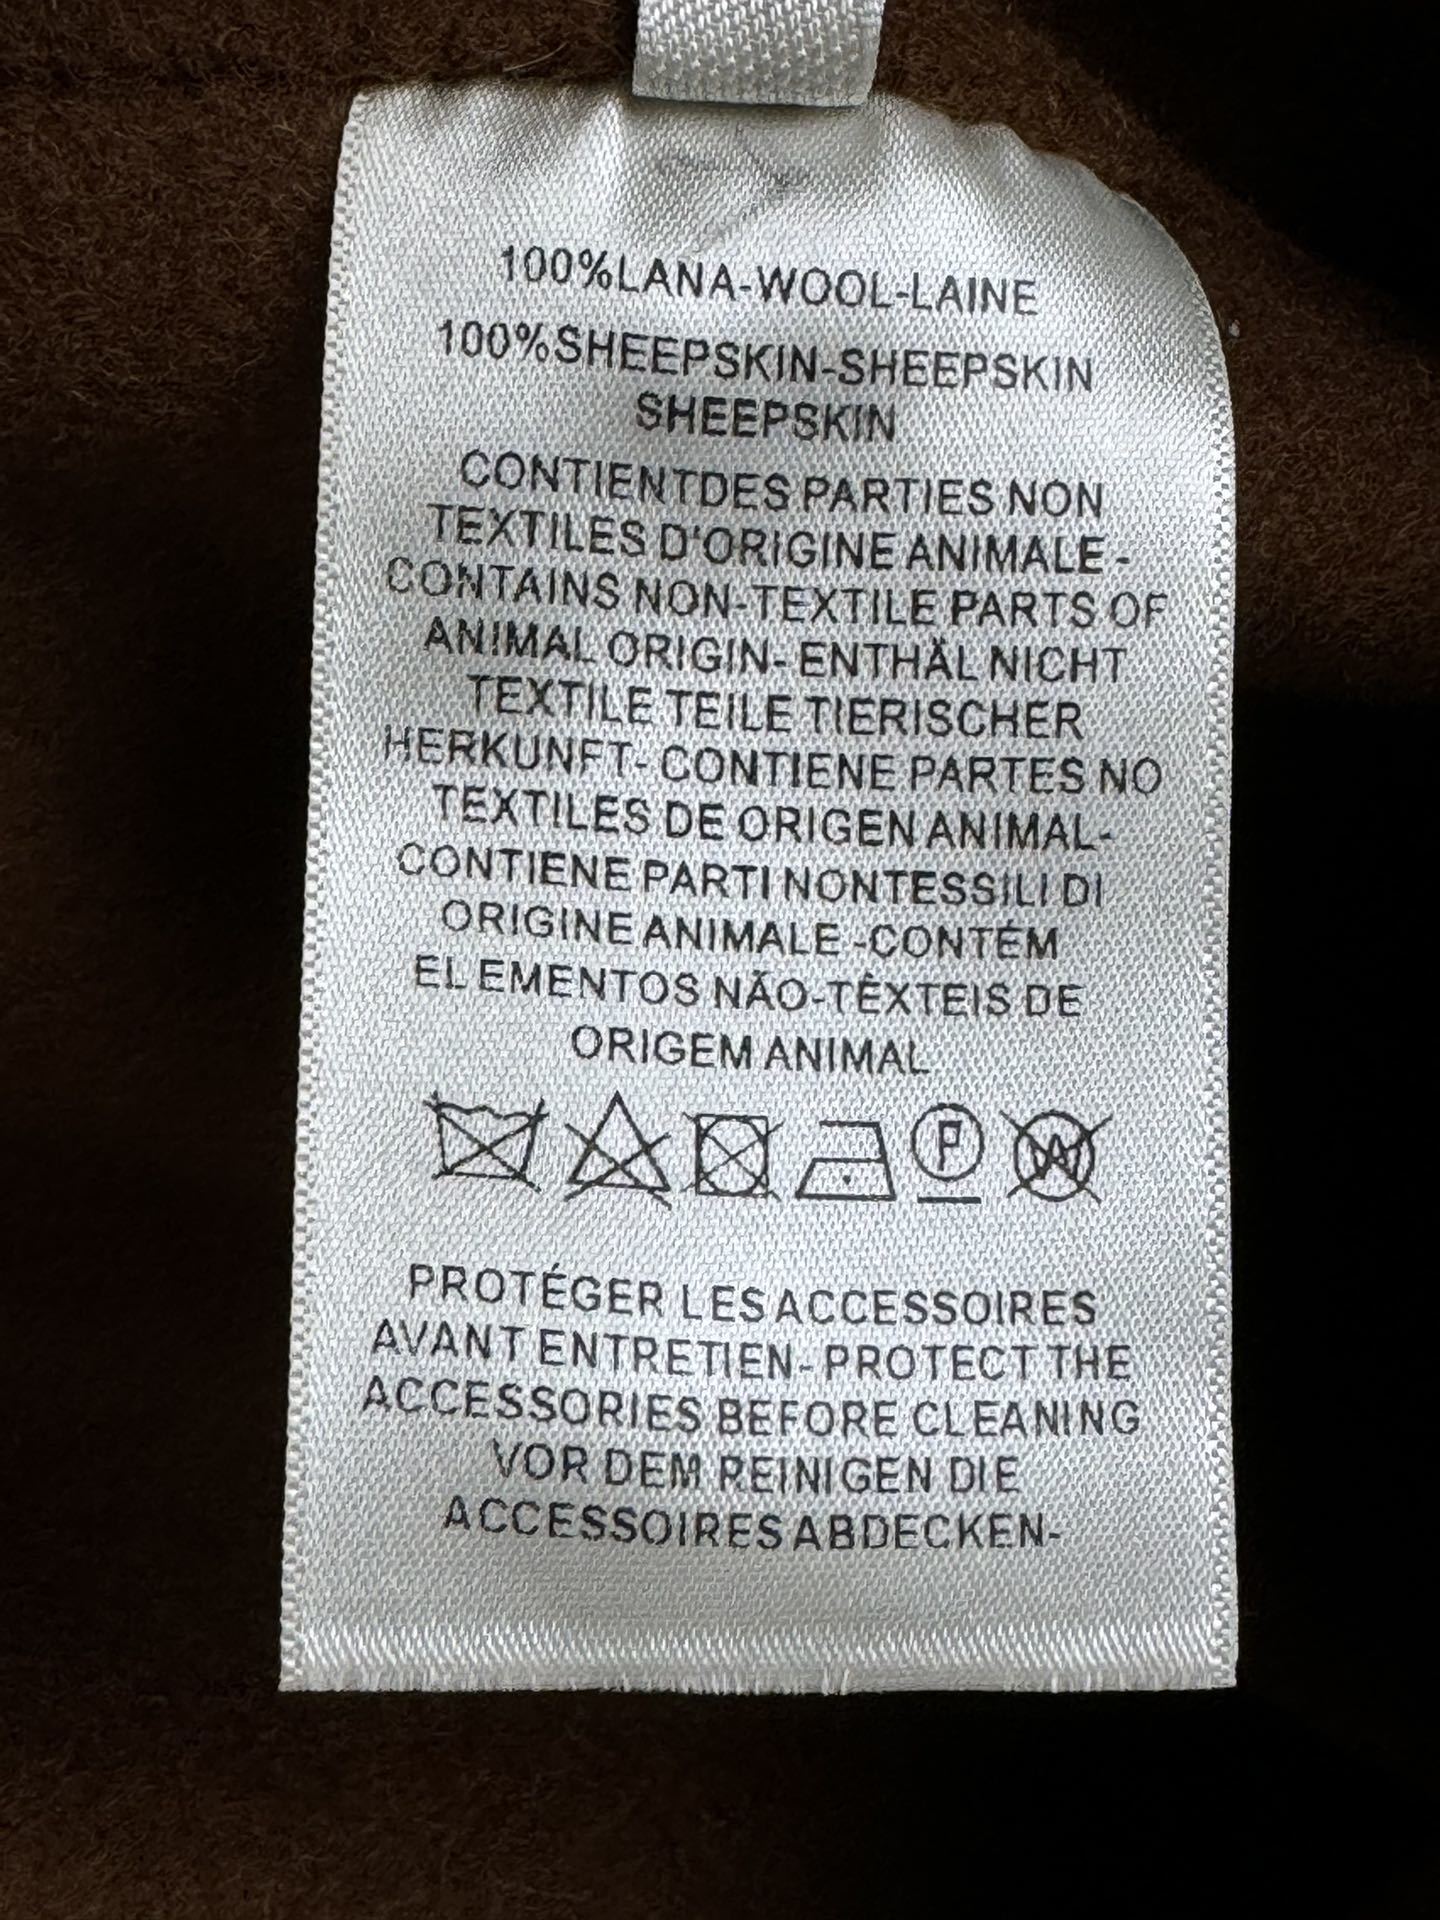 100%LANA-WOOL-LAINE
100%SHEEPSKIN-SHEEPSKIN
SHEEPSKIN
CONTIENTDES PARTIES NON
TEXTILES D'ORIGINE ANIMALE -
CONTAINS NON-TEXTILE PARTS OF
ANIMAL ORIGIN- ENTHÄL NICHT
TEXTILE TEILE TIERISCHER
HERKUNFT- CONTIENE PARTES NO
TEXTILES DE ORIGEN ANIMAL-
CONTIENE PARTI NONTESSILI DI
ORIGINE ANIMALE -CONTÉM
ELEMENTOS NÃO-TÊXTEIS DE
ORIGEM ANIMAL
P W
PROTÉGER LES ACCESSOIRES
AVANT ENTRETIEN- PROTECT THE
ACCESSORIES BEFORE CLEANING
VOR DEM REINIGEN DIE
ACCESSOIRES ABDECKEN-